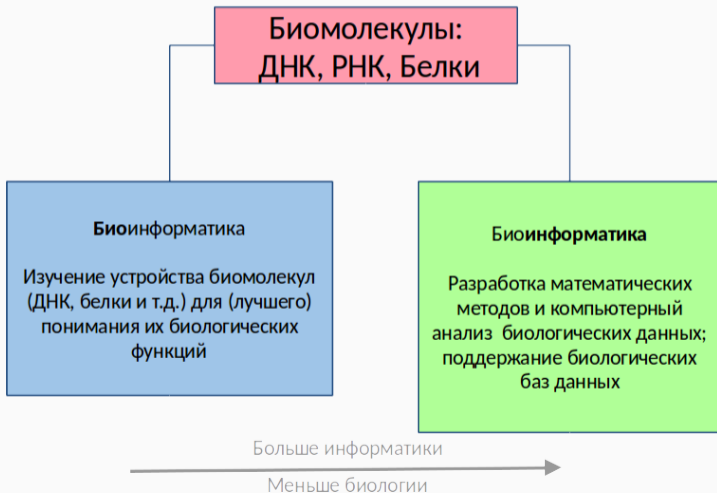 Биомолекулы:
ДНК, РНК, Белки
Биоинформатика
Изучение устройства биомолекул
(ДНК, белки и т.д.) для (лучшего)
понимания их биологических
функций
Биоинформатика
Разработка математических
методов и компьютерный
анализ биологических данных;
поддержание биологических
баз данных
Больше информатики
Меньше биологии